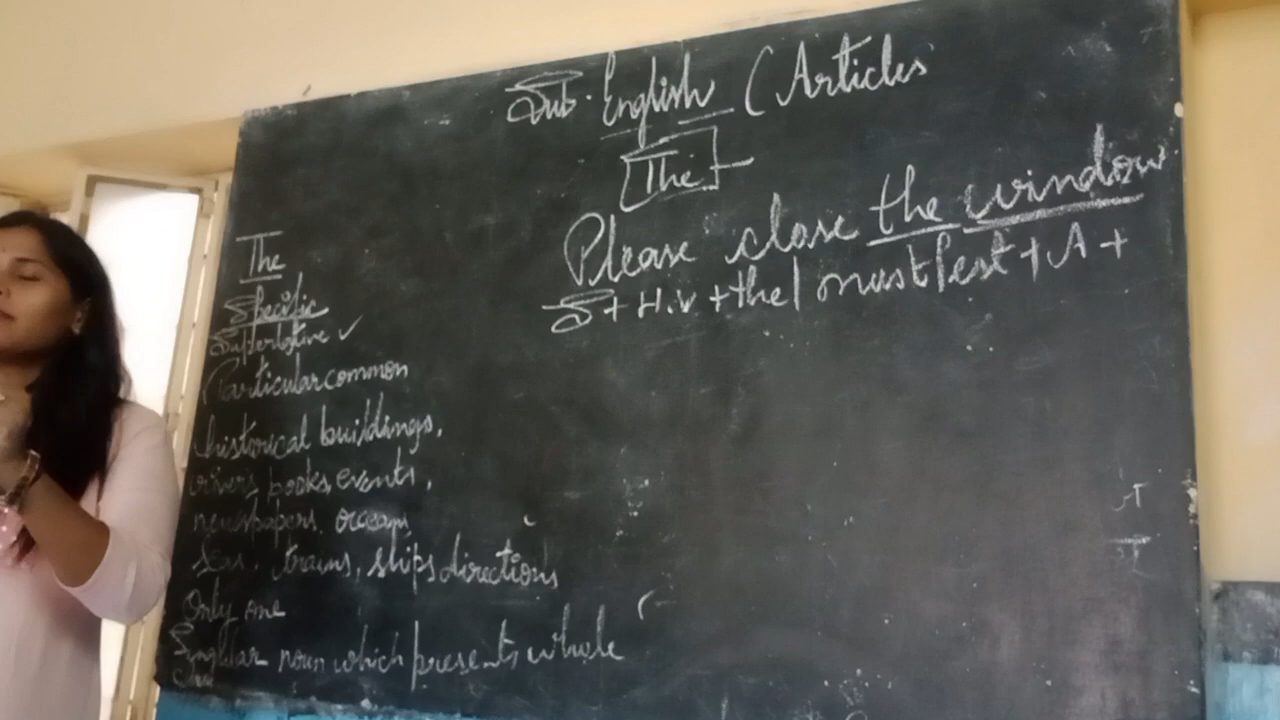 Sub. English (Articles
The
Please close the window
S + H.V + the / most/est + A +
The
Specific
Superlative ✓
Particular common
historical buildings,
rivers, books, events,
newspapers, oceans,
Sea, trains, ships directions
Only one
Singular noun which presents whole